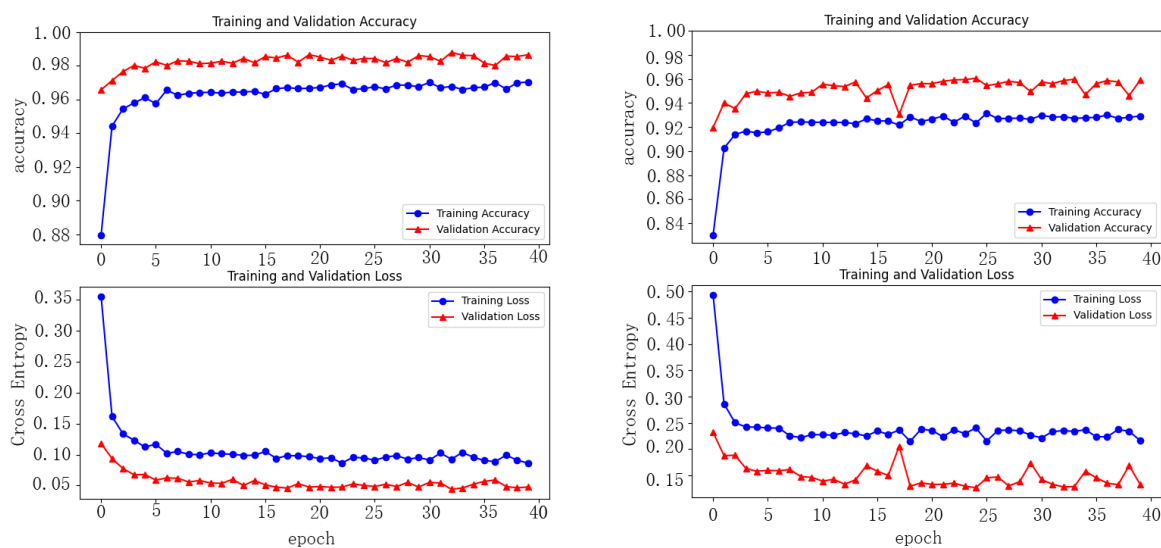 Training and Validation Accuracy
1.00
0.98
0.96
0.94
0.92
0.90
0.88
accuracy
Training Accuracy
Validation Accuracy
0 5 10 15 20 25 30 35 40
Training and Validation Loss
0.35
0.30
0.25
0.20
0.15
0.10
0.05
Cross Entropy
Training Loss
Validation Loss
0 5 10 15 20 25 30 35 40
epoch
Training and Validation Accuracy
1.00
0.98
0.96
0.94
0.92
0.90
0.88
0.86
0.84
accuracy
Training Accuracy
Validation Accuracy
0 5 10 15 20 25 30 35 40
Training and Validation Loss
0.50
0.45
0.40
0.30
0.20
0.15
Cross Entropy
Training Loss
Validation Loss
0 5 10 15 20 25 30 35 40
epoch